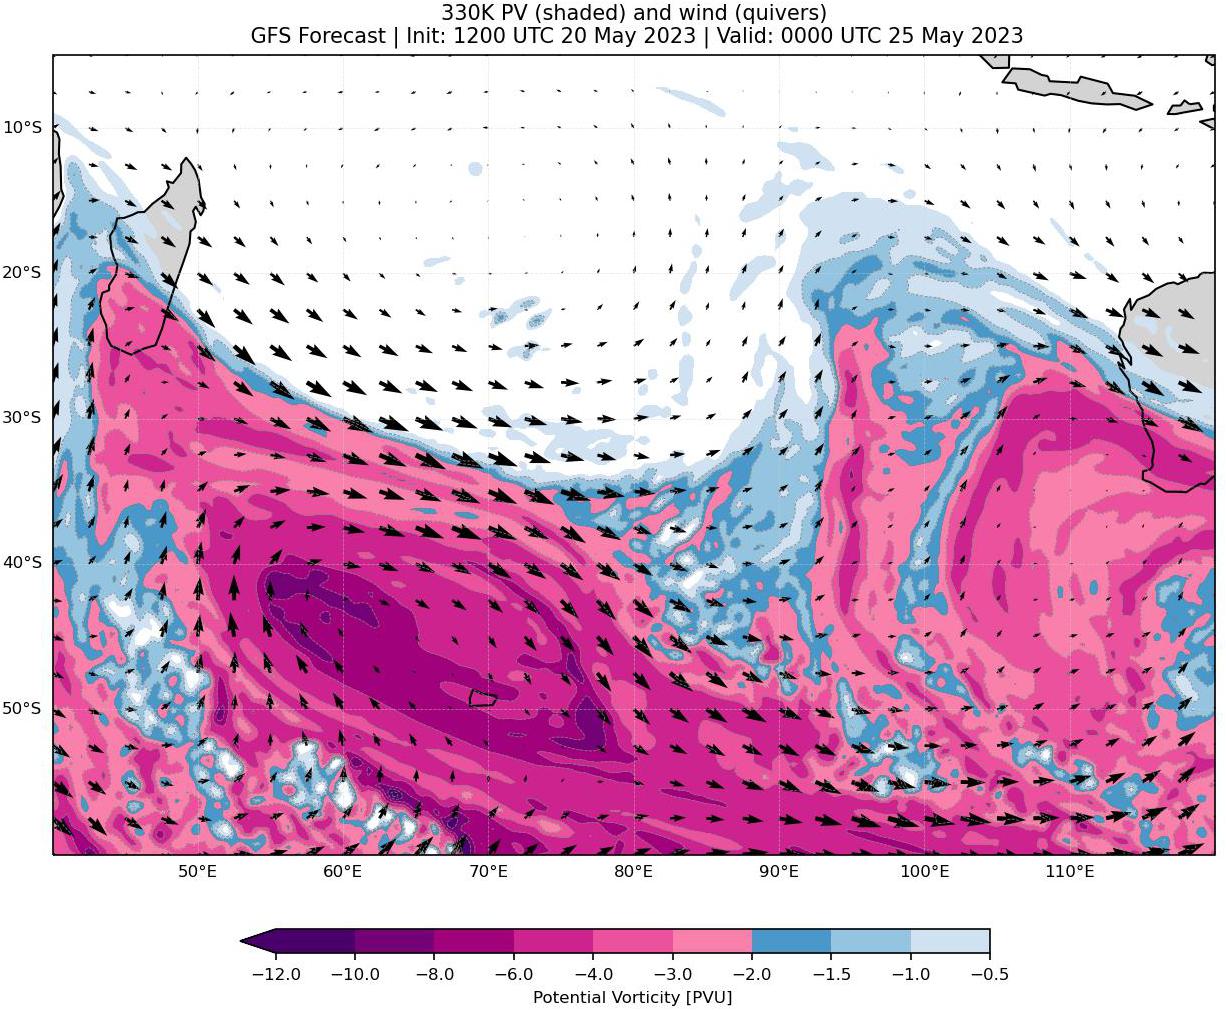 330K PV (shaded) and wind (quivers)
GFS Forecast | Init: 1200 UTC 20 May 2023 | Valid: 0000 UTC 25 May 2023
10°S
20°S
30°S
40°S
50°S
50°E 60°E 70°E 80°E 90°E 100°E 110°E
−12.0 −10.0 −8.0 −6.0 −4.0 −3.0 −2.0 −1.5 −1.0 −0.5
Potential Vorticity [PVU]